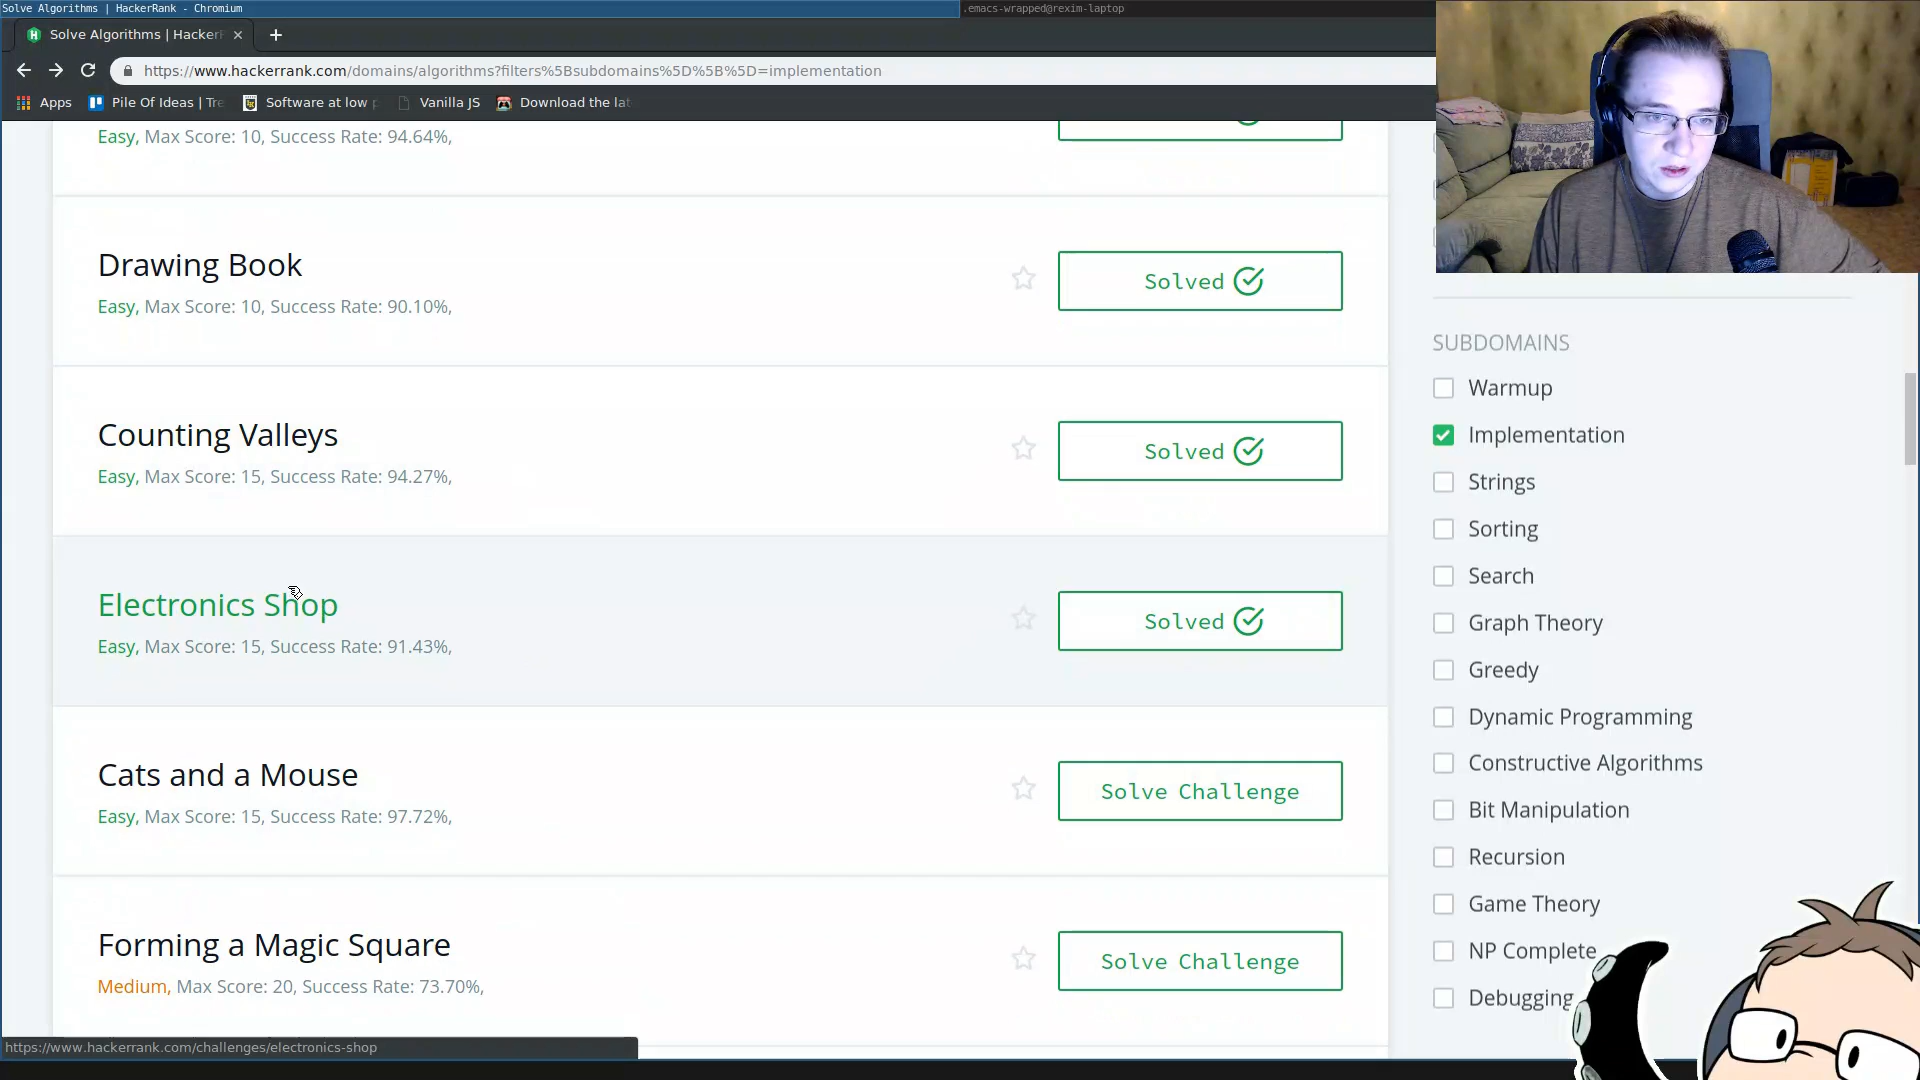 Solve Algorithms | HackerRank - Chromium
.emacs-wrapped@rexim-laptop
Solve Algorithms | Hacker
https://www.hackerrank.com/domains/algorithms?filters%5Bsubdomains%5D%5B%5D=implementation
Apps
Pile Of Ideas | Tre
Software at low
Vanilla JS
Download the lat
Easy, Max Score: 10, Success Rate: 94.64%,
Drawing Book
Easy, Max Score: 10, Success Rate: 90.10%,
Solved
Counting Valleys
Easy, Max Score: 15, Success Rate: 94.27%,
Solved
Electronics Shop
Easy, Max Score: 15, Success Rate: 91.43%,
Solved
Cats and a Mouse
Easy, Max Score: 15, Success Rate: 97.72%,
Solve Challenge
Forming a Magic Square
Medium, Max Score: 20, Success Rate: 73.70%,
Solve Challenge
SUBDOMAINS
Warmup
Implementation
Strings
Sorting
Search
Graph Theory
Greedy
Dynamic Programming
Constructive Algorithms
Bit Manipulation
Recursion
Game Theory
NP Complete
Debugging
https://www.hackerrank.com/challenges/electronics-shop